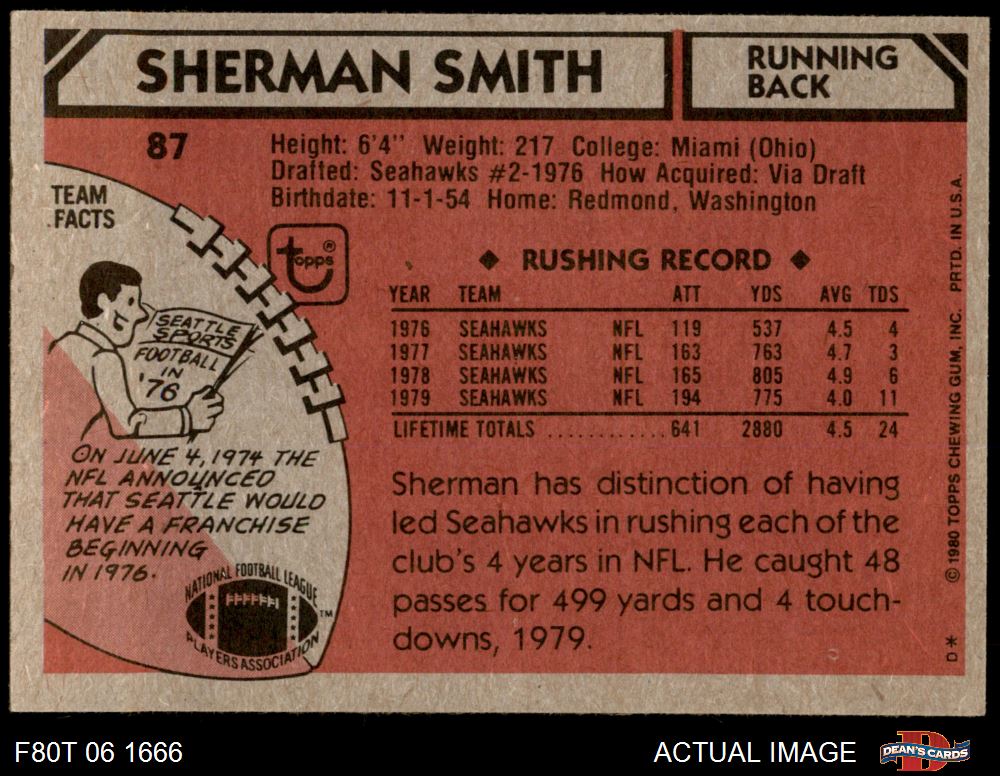 SHERMAN SMITH
RUNNING
BACK
87
Height: 6'4" Weight: 217 College: Miami (Ohio)
Drafted: Seahawks #2-1976 How Acquired: Via Draft
Birthdate: 11-1-54 Home: Redmond, Washington
TEAM
FACTS
topps®
SEATTLE
SPORTS
FOOTBALL
IN
'76
ON JUNE 4, 1974 THE
NFL ANNOUNCED
THAT SEATTLE WOULD
HAVE A FRANCHISE
BEGINNING
IN 1976.
NATIONAL FOOTBALL LEAGUE
PLAYERS ASSOCIATION
TM
◆ RUSHING RECORD ◆
YEAR TEAM ATT YDS AVG TDS
1976 SEAHAWKS NFL 119 537 4.5 4
1977 SEAHAWKS NFL 163 763 4.7 3
1978 SEAHAWKS NFL 165 805 4.9 6
1979 SEAHAWKS NFL 194 775 4.0 11
LIFETIME TOTALS ............ 641 2880 4.5 24
Sherman has distinction of having
led Seahawks in rushing each of the
club's 4 years in NFL. He caught 48
passes for 499 yards and 4 touch-
downs, 1979.
D* © 1980 TOPPS CHEWING GUM, INC. PRTD. IN U.S.A.
F80T 06 1666
ACTUAL IMAGE
DEAN'S CARDS